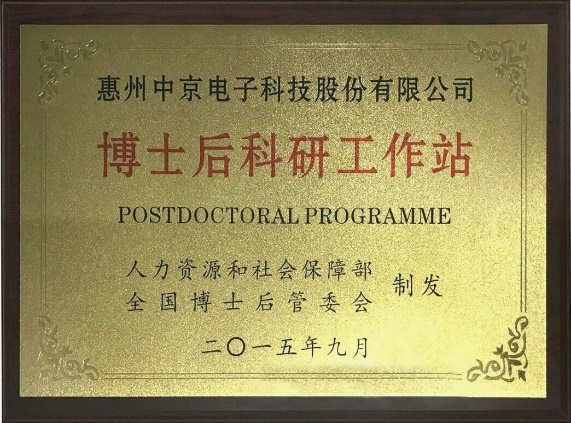 惠州中京电子科技股份有限公司
博士后科研工作站
POSTDOCTORAL PROGRAMME
人力资源和社会保障部
全国博士后管委会
制发
二〇一五年九月